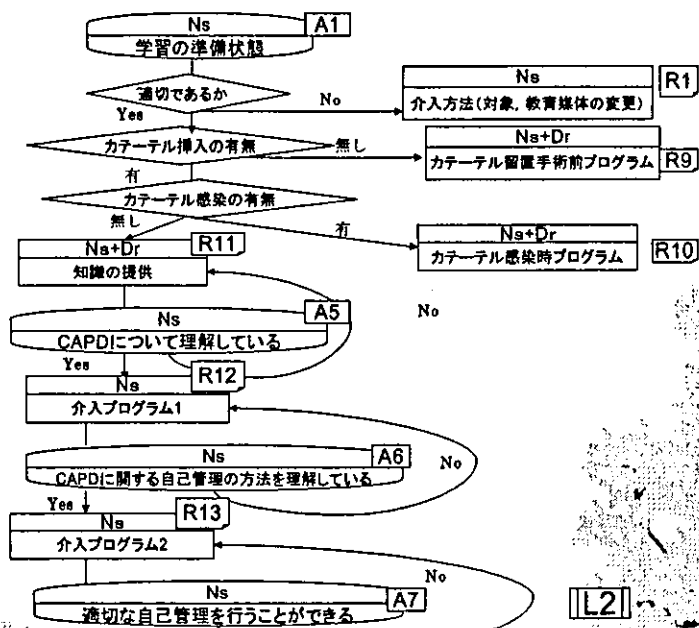 Ns
A1
学習の準備状態
適切であるか
Yes
No
Ns
R1
介入方法(対象,教育媒体の変更)
カテーテル挿入の有無
無し
有
Ns+Dr
カテーテル留置手術前プログラム
R9
カテーテル感染の有無
無し
有
Ns+Dr
カテーテル感染時プログラム
R10
Ns+Dr
R11
知識の提供
No
Ns
A5
CAPDについて理解している
Yes
R12
Ns
介入プログラム1
Ns
A6
CAPDに関する自己管理の方法を理解している
No
Yes
R13
Ns
介入プログラム2
No
Ns
A7
適切な自己管理を行うことができる
L2